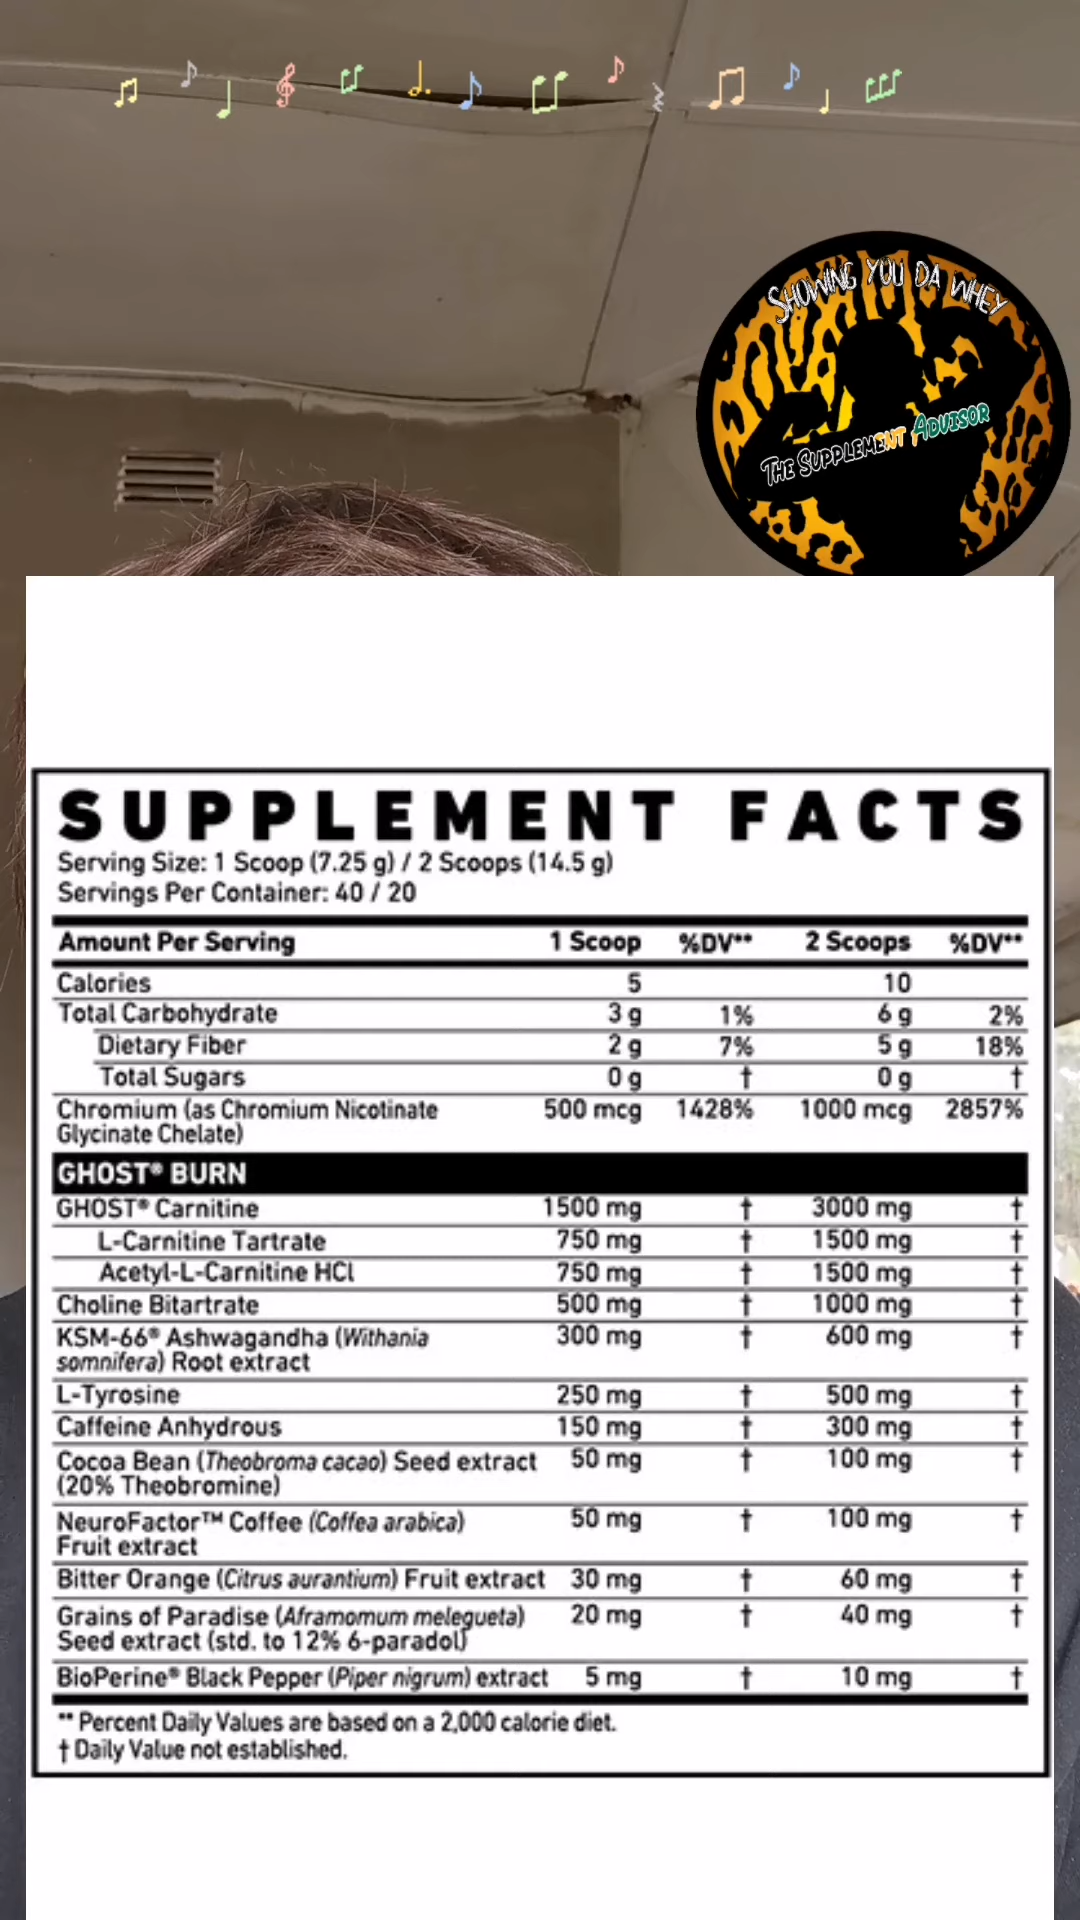 SHOWING YOU DA WHEY
THE SUPPLEMENT ADVISOR
SUPPLEMENT FACTS
Serving Size: 1 Scoop (7.25 g) / 2 Scoops (14.5 g)
Servings Per Container: 40 / 20
Amount Per Serving 1 Scoop %DV** 2 Scoops %DV**
Calories 5 10
Total Carbohydrate 3 g 1% 6 g 2%
Dietary Fiber 2 g 7% 5 g 18%
Total Sugars 0 g † 0 g †
Chromium (as Chromium Nicotinate 500 mcg 1428% 1000 mcg 2857%
Glycinate Chelate)
GHOST® BURN
GHOST® Carnitine 1500 mg † 3000 mg †
L-Carnitine Tartrate 750 mg † 1500 mg †
Acetyl-L-Carnitine HCl 750 mg † 1500 mg †
Choline Bitartrate 500 mg † 1000 mg †
KSM-66® Ashwagandha (Withania 300 mg † 600 mg †
somnifera) Root extract
L-Tyrosine 250 mg † 500 mg †
Caffeine Anhydrous 150 mg † 300 mg †
Cocoa Bean (Theobroma cacao) Seed extract 50 mg † 100 mg †
(20% Theobromine)
NeuroFactor™ Coffee (Coffea arabica) 50 mg † 100 mg †
Fruit extract
Bitter Orange (Citrus aurantium) Fruit extract 30 mg † 60 mg †
Grains of Paradise (Aframomum melegueta) 20 mg † 40 mg †
Seed extract (std. to 12% 6-paradol)
BioPerine® Black Pepper (Piper nigrum) extract 5 mg † 10 mg †
** Percent Daily Values are based on a 2,000 calorie diet.
† Daily Value not established.